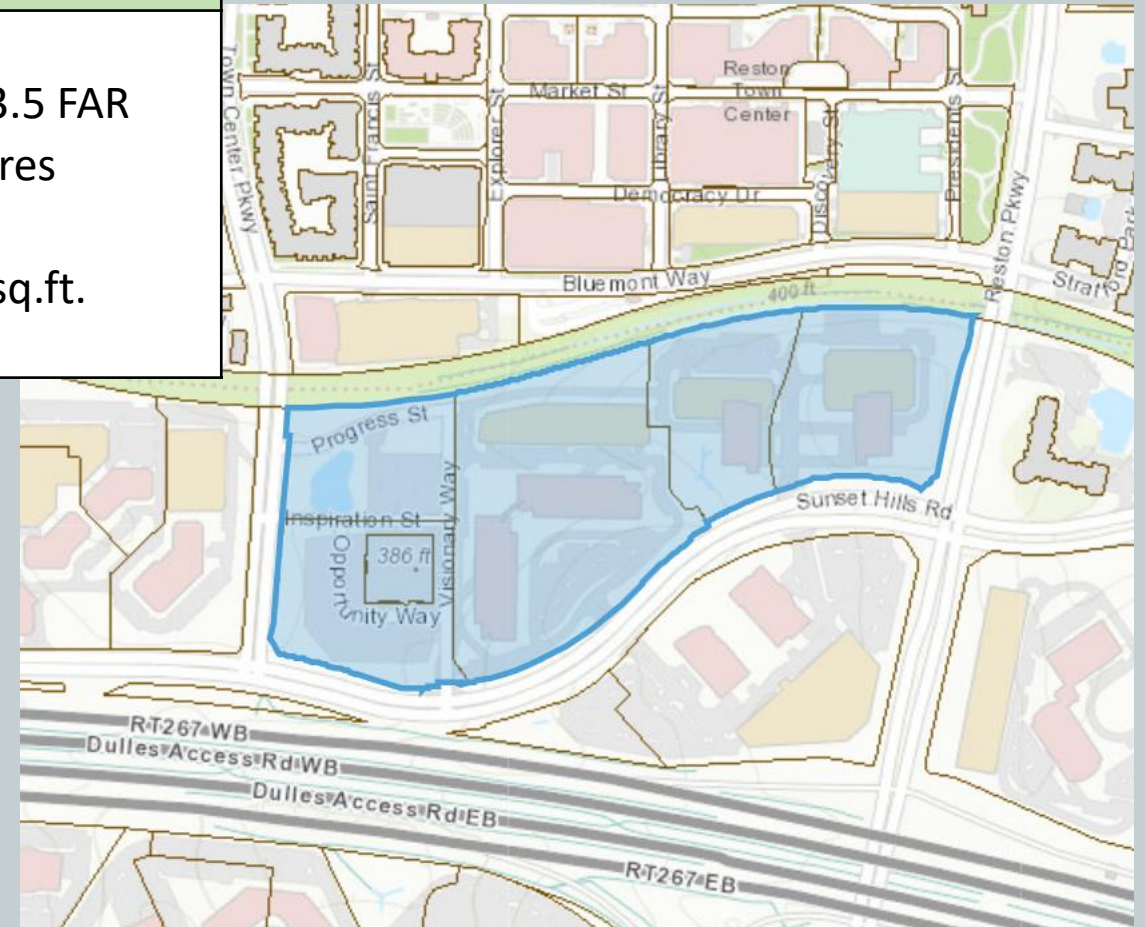 3.5 FAR
res
sq.ft.
Town Center Pkwy
Saint Francis St
Explorer St
Market St
Library St
Reston
Town
Center
Discovery St
Presidents S
Democracy Dr
Reston Pkwy
Bluemont Way
Stratford Park
400 ft
Progress St
Visionary Way
Inspiration St
386 ft
Opportunity Way
Sunset Hills Rd
RT267 WB
Dulles Access Rd WB
Dulles Access Rd EB
RT267 EB